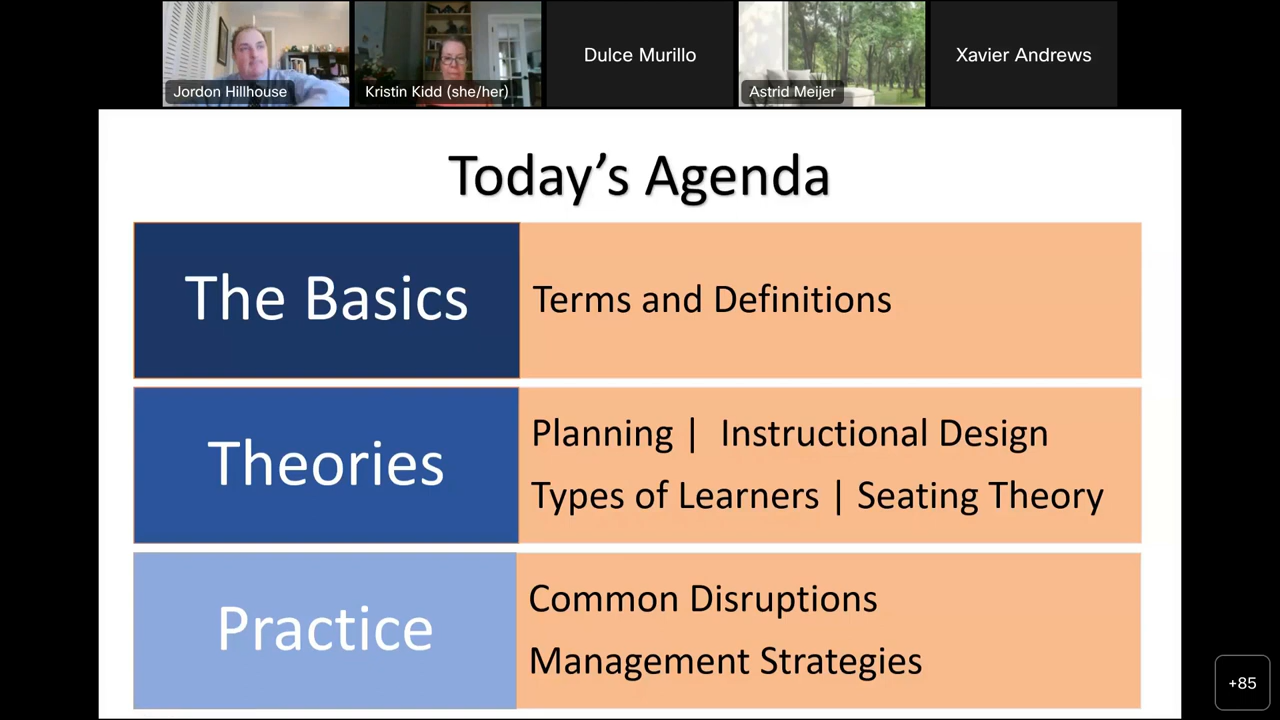 Jordon Hillhouse
Kristin Kidd (she/her)
Dulce Murillo
Astrid Meijer
Xavier Andrews
Today’s Agenda
The Basics
Terms and Definitions
Theories
Planning | Instructional Design
Types of Learners | Seating Theory
Practice
Common Disruptions
Management Strategies
+85